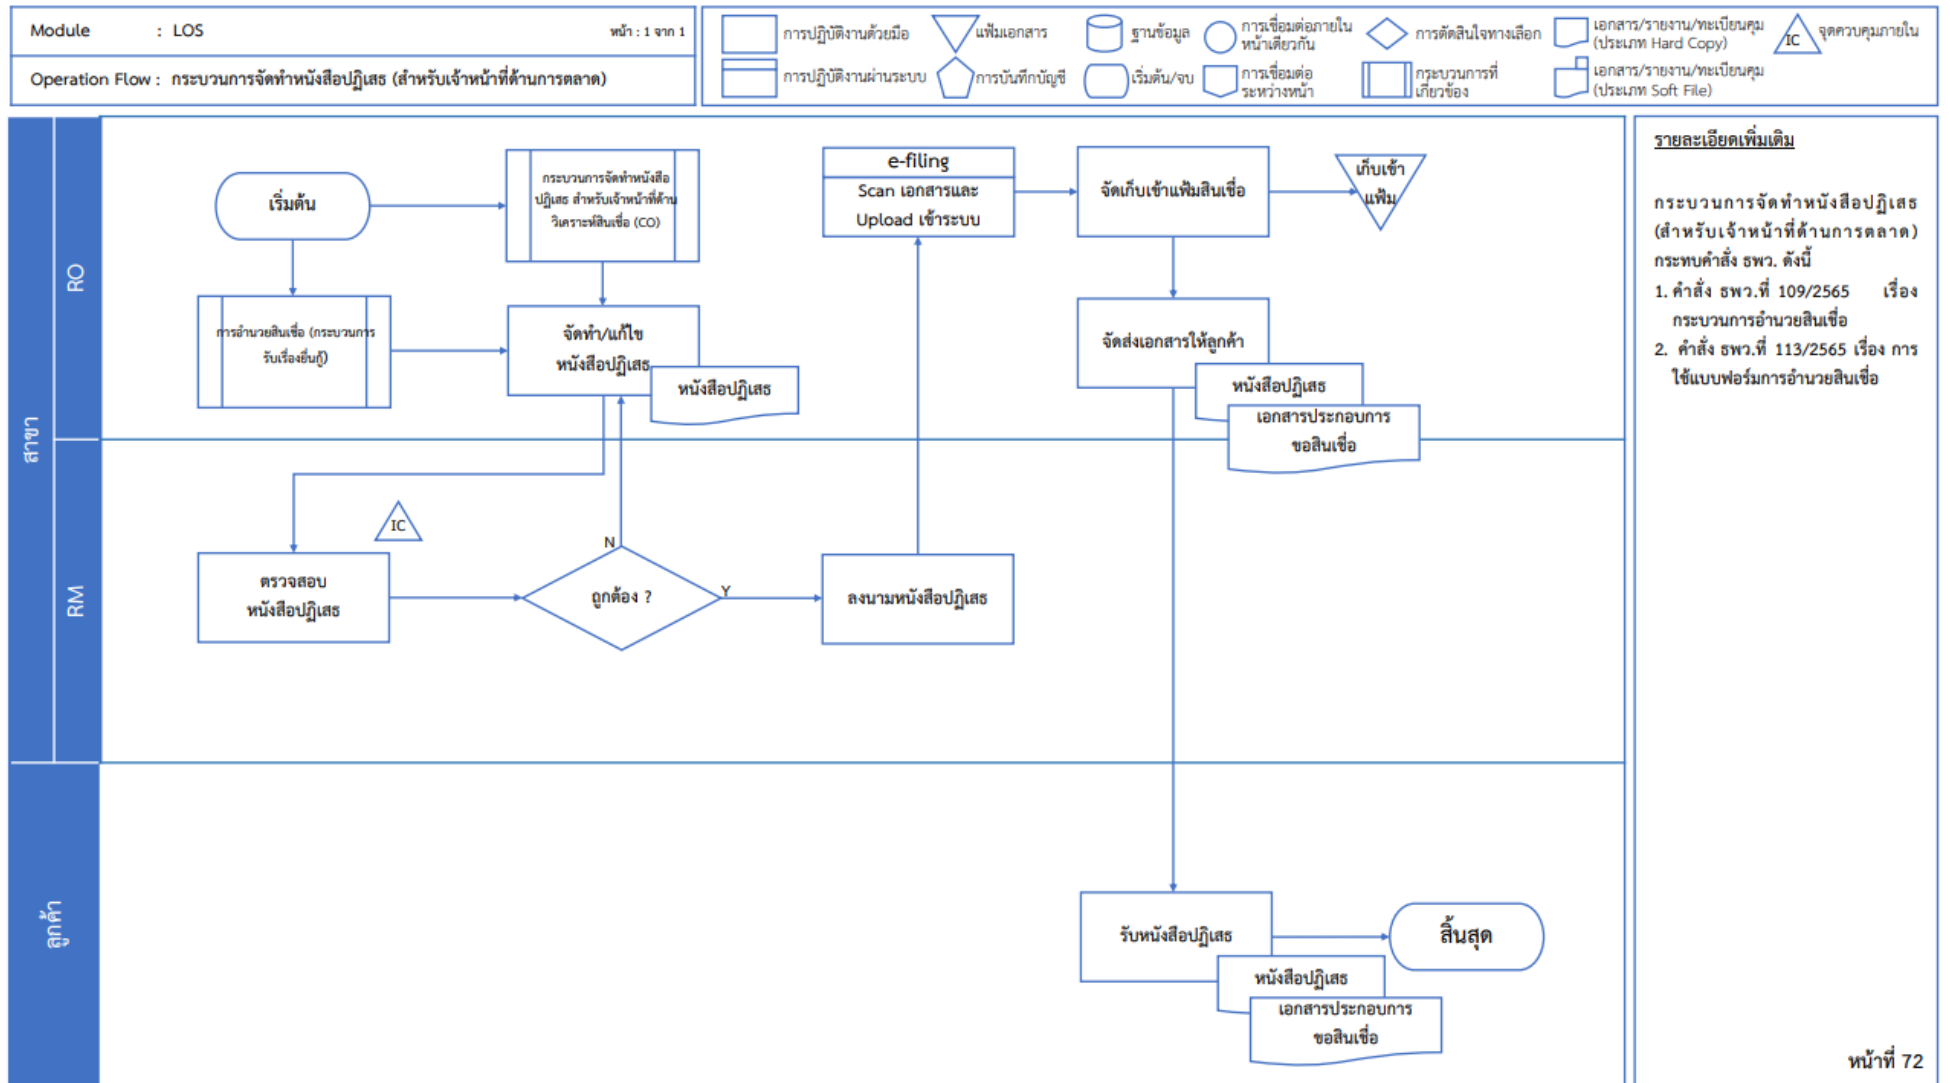 Module : LOS หน้า : 1 จาก 1
Operation Flow : กระบวนการจัดทำหนังสือปฏิเสธ (สำหรับเจ้าหน้าที่ด้านการตลาด)
การปฏิบัติงานด้วยมือ
แฟ้มเอกสาร
ฐานข้อมูล
การเชื่อมต่อภายใน
หน้าเดียวกัน
การตัดสินใจทางเลือก
เอกสาร/รายงาน/ทะเบียนคุม
(ประเภท Hard Copy)
IC
จุดควบคุมภายใน
การปฏิบัติงานผ่านระบบ
การบันทึกบัญชี
เริ่มต้น/จบ
การเชื่อมต่อ
ระหว่างหน้า
กระบวนการที่
เกี่ยวข้อง
เอกสาร/รายงาน/ทะเบียนคุม
(ประเภท Soft File)
สาขา
RO
เริ่มต้น
กระบวนการจัดทำหนังสือ
ปฏิเสธ สำหรับเจ้าหน้าที่ด้าน
วิเคราะห์สินเชื่อ (CO)
e-filing
Scan เอกสารและ
Upload เข้าระบบ
จัดเก็บเข้าแฟ้มสินเชื่อ
เก็บเข้า
แฟ้ม
การอำนวยสินเชื่อ (กระบวนการ
รับเรื่องยื่นกู้)
จัดทำ/แก้ไข
หนังสือปฏิเสธ
หนังสือปฏิเสธ
จัดส่งเอกสารให้ลูกค้า
หนังสือปฏิเสธ
เอกสารประกอบการ
ขอสินเชื่อ
RM
IC
ตรวจสอบ
หนังสือปฏิเสธ
N
ถูกต้อง ?
Y
ลงนามหนังสือปฏิเสธ
ลูกค้า
รับหนังสือปฏิเสธ
สิ้นสุด
หนังสือปฏิเสธ
เอกสารประกอบการ
ขอสินเชื่อ
รายละเอียดเพิ่มเติม
กระบวนการจัดทำหนังสือปฏิเสธ
(สำหรับเจ้าหน้าที่ด้านการตลาด)
กระทบคำสั่ง ธพว. ดังนี้
1. คำสั่ง ธพว.ที่ 109/2565 เรื่อง
กระบวนการอำนวยสินเชื่อ
2. คำสั่ง ธพว.ที่ 113/2565 เรื่อง การ
ใช้แบบฟอร์มการอำนวยสินเชื่อ
หน้าที่ 72